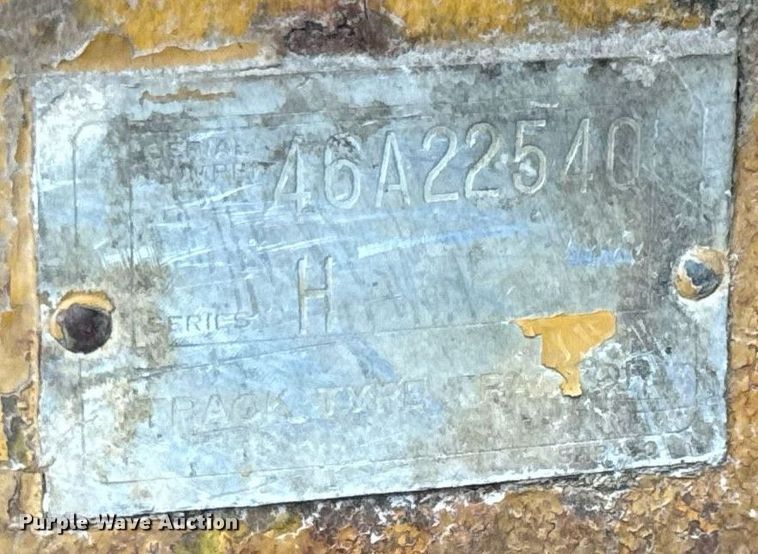 SERIAL NUMBER 46A22540
SERIES H
TRACK TYPE TRACTOR
Purple Wave Auction